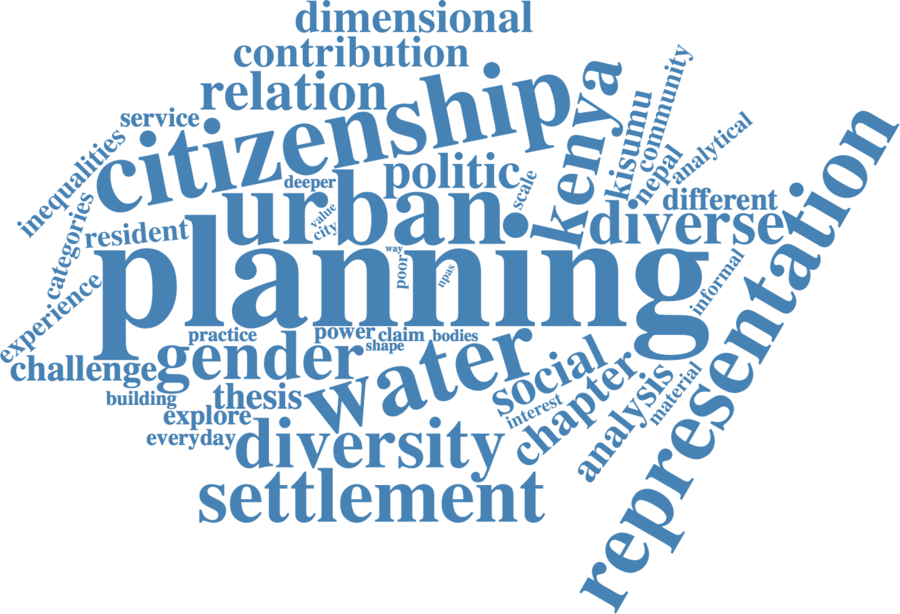 dimensional
contribution
relation
citizenship
service
inequalities
categories
resident
experience
deeper
politic
scale
urban
value
city
kenya
kisumu
community
nepal
analytical
different
diverse
planning
way
poor
npas
informal
representation
practice
power
claim
bodies
shape
gender
challenge
water
social
building
thesis
explore
interest
chapter
analysis
material
everyday
diversity
settlement